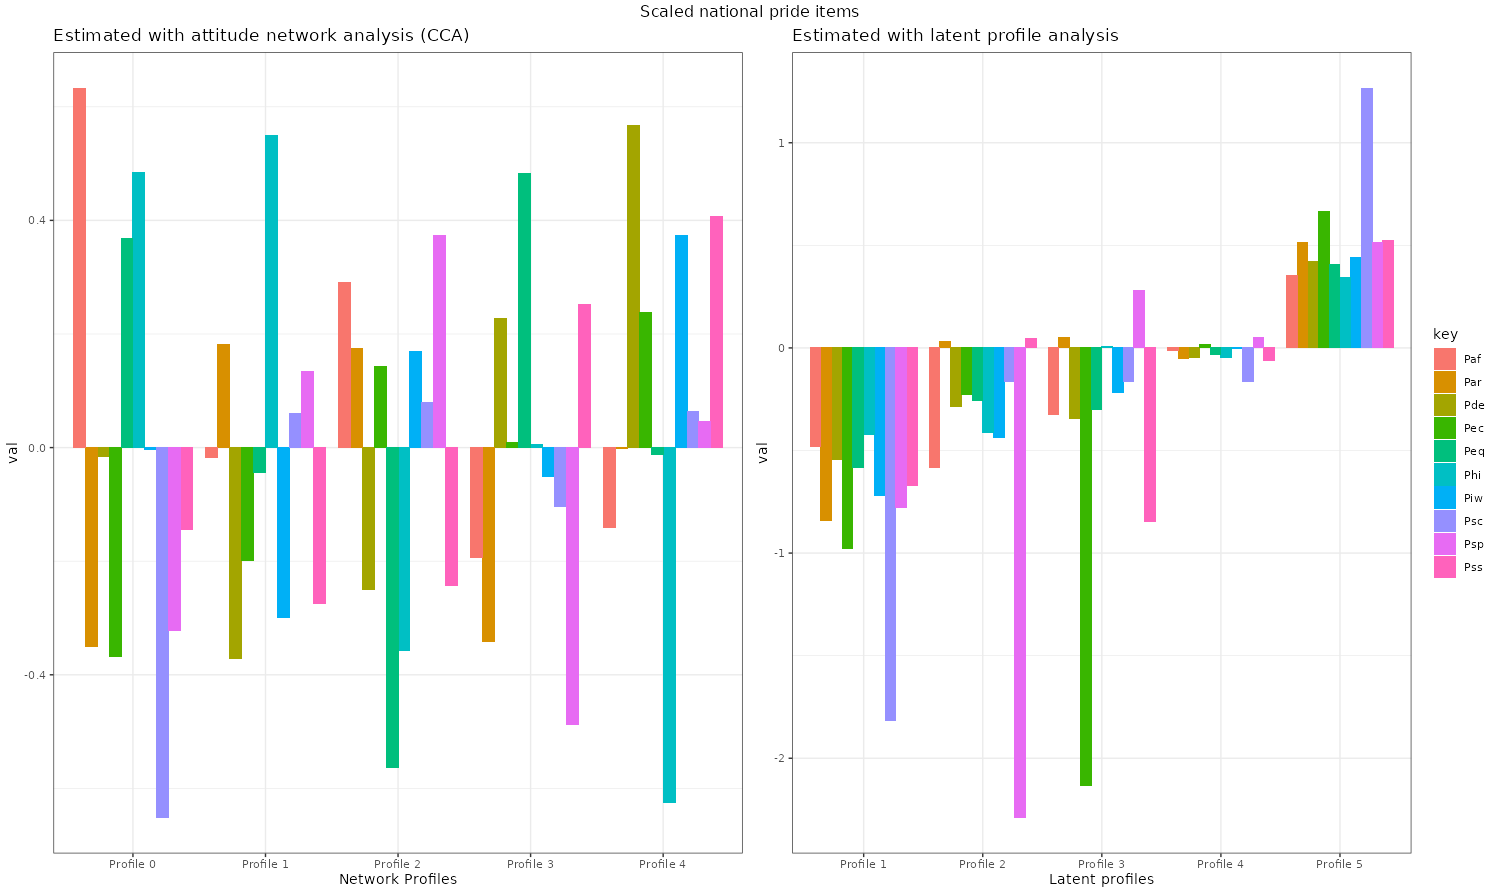 Scaled national pride items
Estimated with attitude network analysis (CCA)
val
0.4
0.0
-0.4
Profile 0
Profile 1
Profile 2
Profile 3
Profile 4
Network Profiles
Estimated with latent profile analysis
val
1
0
-1
-2
Profile 1
Profile 2
Profile 3
Profile 4
Profile 5
Latent profiles
key
Paf
Par
Pde
Pec
Peq
Phi
Piw
Psc
Psp
Pss